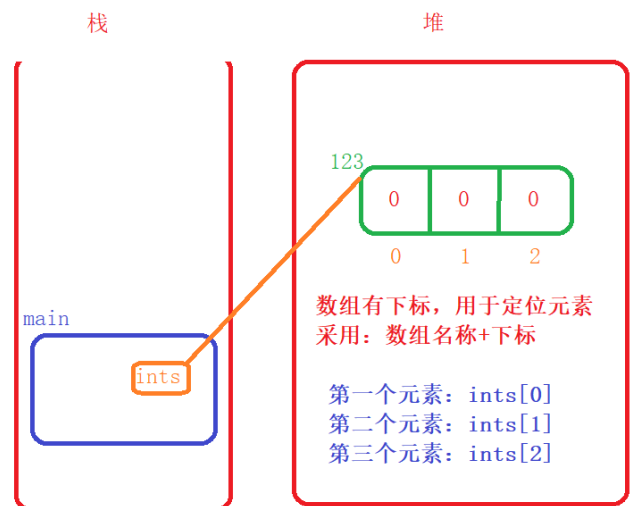 栈
堆
123
0 0 0
0 1 2
数组有下标，用于定位元素
采用：数组名称+下标
main
ints
第一个元素：ints[0]
第二个元素：ints[1]
第三个元素：ints[2]